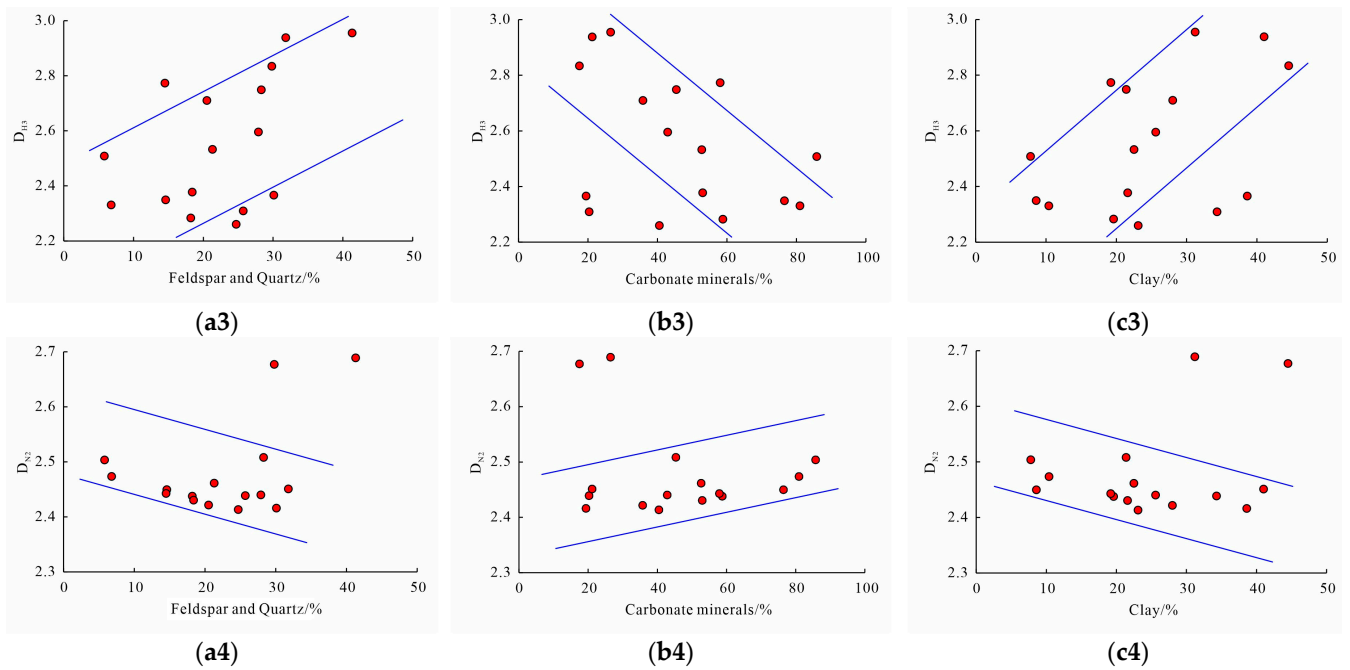 3.0
2.8
2.6
2.4
2.2
D_H3
0 10 20 30 40 50
Feldspar and Quartz/%
(a3)
3.0
2.8
2.6
2.4
2.2
D_H3
0 20 40 60 80 100
Carbonate minerals/%
(b3)
3.0
2.8
2.6
2.4
2.2
D_H3
0 10 20 30 40 50
Clay/%
(c3)
2.7
2.6
2.5
2.4
2.3
D_N2
0 10 20 30 40 50
Feldspar and Quartz/%
(a4)
2.7
2.6
2.5
2.4
2.3
D_N2
0 20 40 60 80 100
Carbonate minerals/%
(b4)
2.7
2.6
2.5
2.4
2.3
D_N2
0 10 20 30 40 50
Clay/%
(c4)